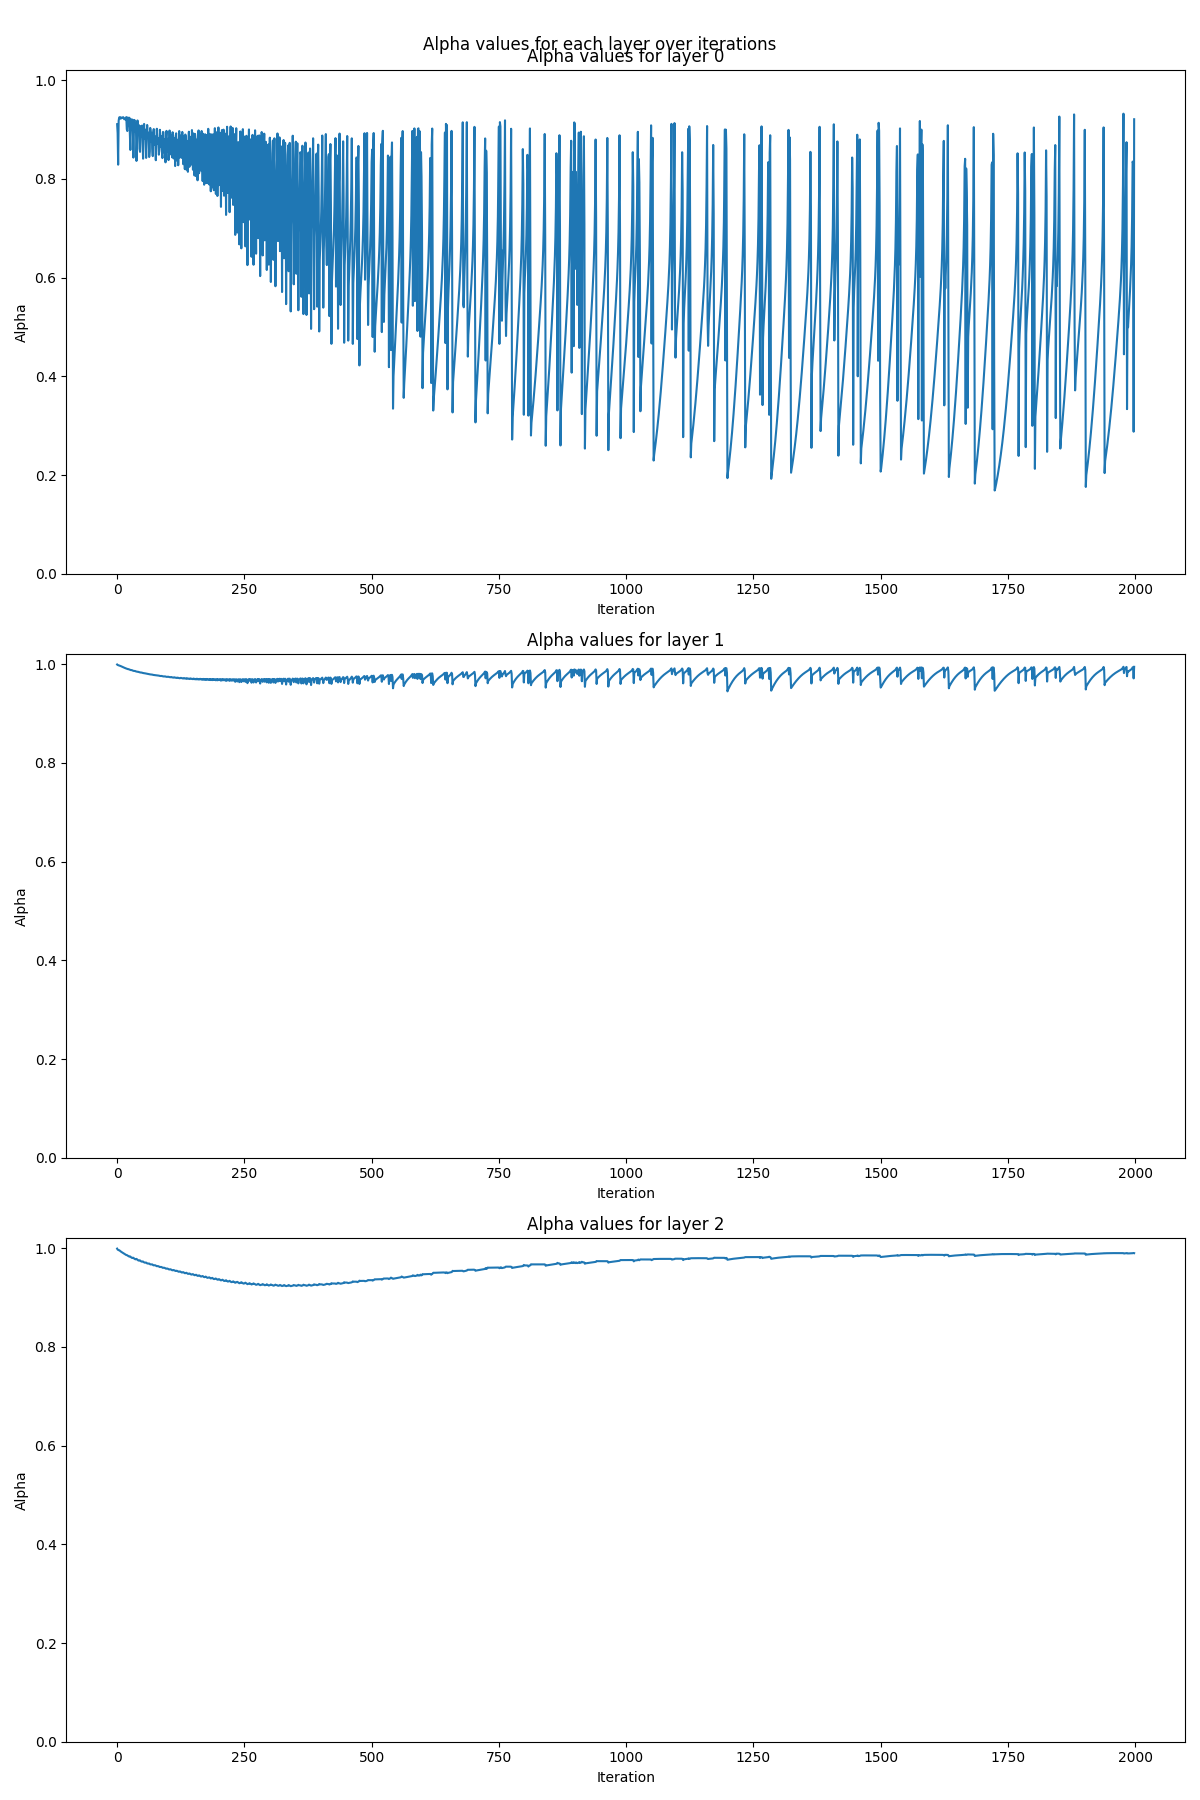 Alpha values for each layer over iterations
Alpha values for layer 0
1.0
0.8
0.6
0.4
0.2
0.0
Alpha
0 250 500 750 1000 1250 1500 1750 2000
Iteration
Alpha values for layer 1
1.0
0.8
0.6
0.4
0.2
0.0
Alpha
0 250 500 750 1000 1250 1500 1750 2000
Iteration
Alpha values for layer 2
1.0
0.8
0.6
0.4
0.2
0.0
Alpha
0 250 500 750 1000 1250 1500 1750 2000
Iteration